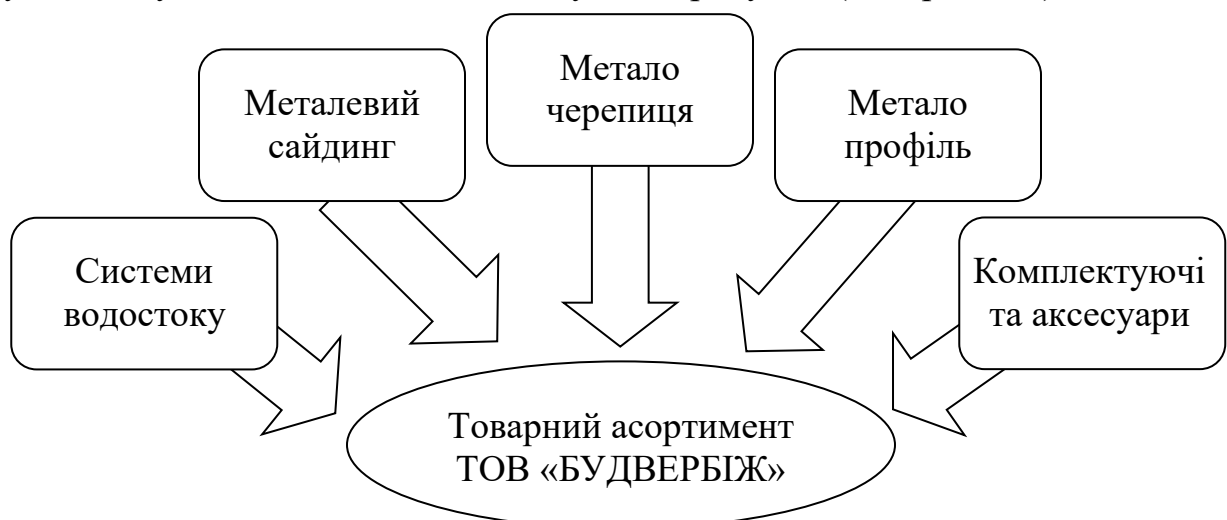 Метало
черепиця
Металевий
сайдинг
Метало
профіль
Системи
водостоку
Комплектуючі
та аксесуари
Товарний асортимент
ТОВ «БУДВЕРБІЖ»